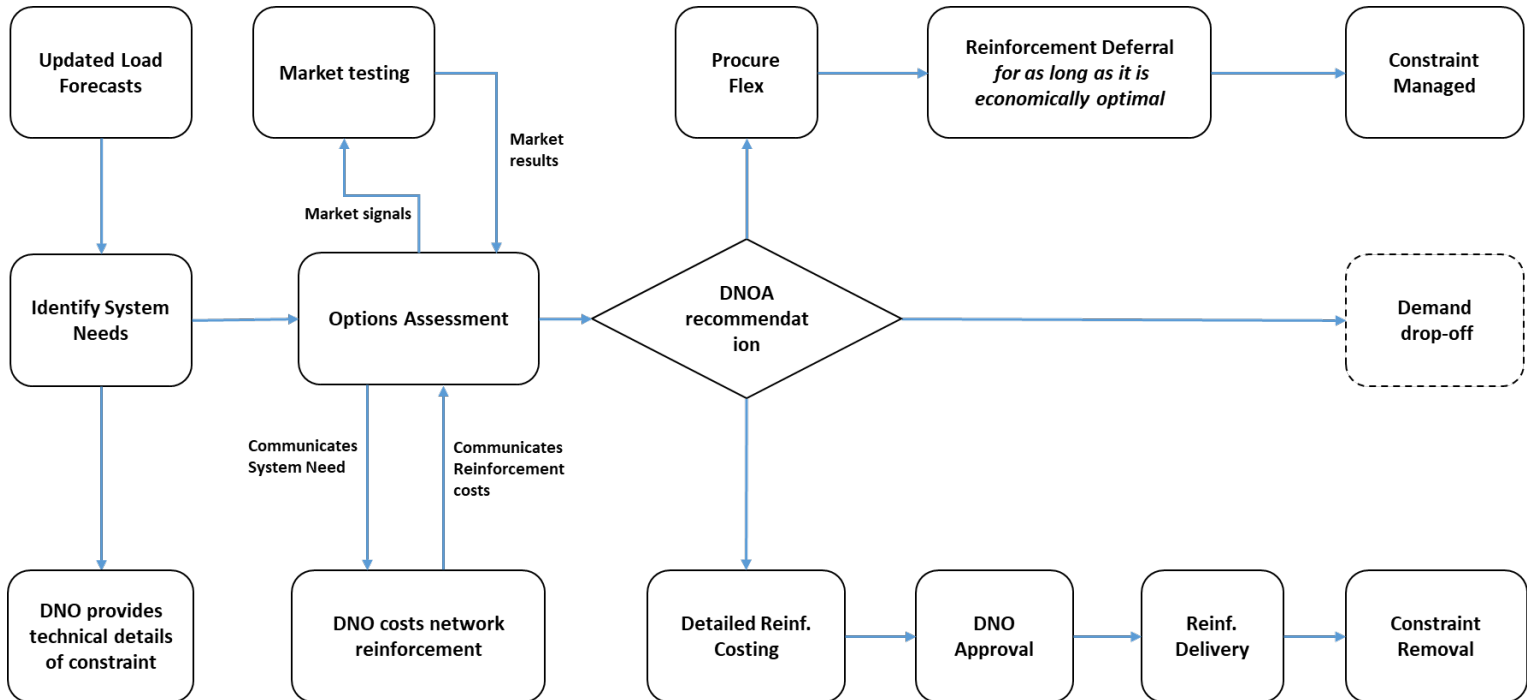 Updated Load
Forecasts
Market testing
Procure
Flex
Reinforcement Deferral
for as long as it is
economically optimal
Constraint
Managed
Market
results
Market signals
Identify System
Needs
Options Assessment
DNOA
recommendat
ion
Demand
drop-off
Communicates
System Need
Communicates
Reinforcement
costs
DNO provides
technical details
of constraint
DNO costs network
reinforcement
Detailed Reinf.
Costing
DNO
Approval
Reinf.
Delivery
Constraint
Removal